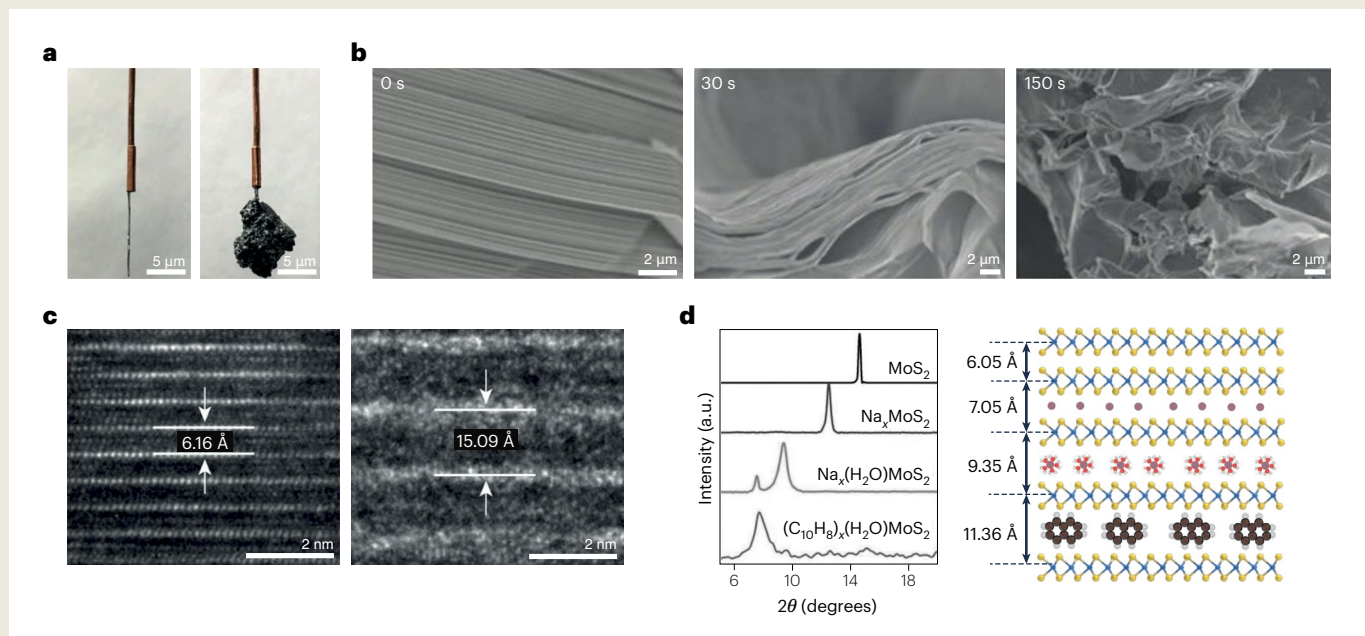 a
b
5 µm
5 µm
0 s
2 µm
30 s
2 µm
150 s
2 µm
c
6.16 Å
2 nm
15.09 Å
2 nm
d
Intensity (a.u.)
MoS₂
NaₓMoS₂
Naₓ(H₂O)MoS₂
(C₁₀H₈)ₓ(H₂O)MoS₂
6 10 14 18
2θ (degrees)
6.05 Å
7.05 Å
9.35 Å
11.36 Å